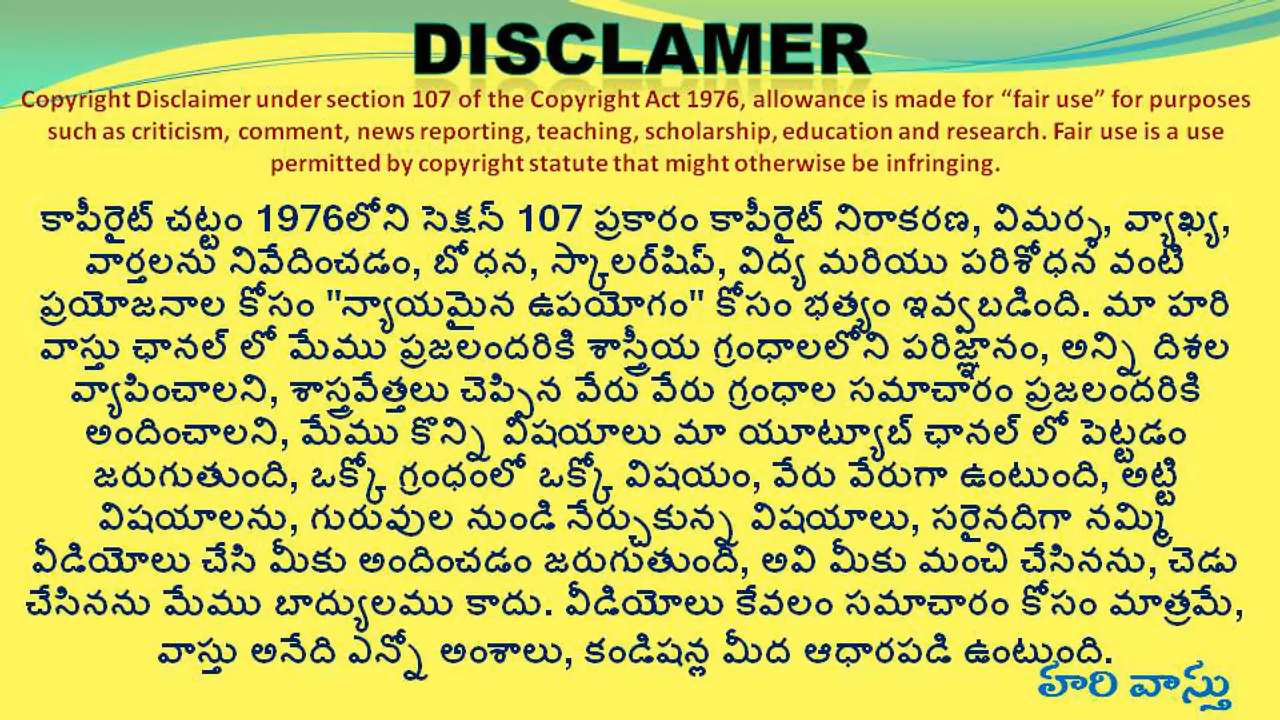 DISCLAMER
Copyright Disclaimer under section 107 of the Copyright Act 1976, allowance is made for “fair use” for purposes
such as criticism, comment, news reporting, teaching, scholarship, education and research. Fair use is a use
permitted by copyright statute that might otherwise be infringing.
కాపీరైట్ చట్టం 1976లోని సెక్షన్ 107 ప్రకారం కాపీరైట్ నిరాకరణ, విమర్శ, వ్యాఖ్య,
వార్తలను నివేదించడం, బోధన, స్కాలర్‌షిప్, విద్య మరియు పరిశోధన వంటి
ప్రయోజనాల కోసం "న్యాయమైన ఉపయోగం" కోసం భత్యం ఇవ్వబడింది. మా హరి
వాస్తు ఛానల్ లో మేము ప్రజలందరికి శాస్త్రీయ గ్రంధాలలోని పరిజ్ఞానం, అన్ని దిశల
వ్యాపించాలని, శాస్త్రవేత్తలు చెప్పిన వేరు వేరు గ్రంధాల సమాచారం ప్రజలందరికి
అందించాలని, మేము కొన్ని విషయాలు మా యూట్యూబ్ ఛానల్ లో పెట్టడం
జరుగుతుంది, ఒక్కో గ్రంధంలో ఒక్కో విషయం, వేరు వేరుగా ఉంటుంది, అట్టి
విషయాలను, గురువుల నుండి నేర్చుకున్న విషయాలు, సరైనదిగా నమ్మి
వీడియోలు చేసి మీకు అందించడం జరుగుతుంది, అవి మీకు మంచి చేసినను, చెడు
చేసినను మేము బాద్యులము కాదు. వీడియోలు కేవలం సమాచారం కోసం మాత్రమే,
వాస్తు అనేది ఎన్నో అంశాలు, కండిషన్ల మీద ఆధారపడి ఉంటుంది.
హరి వాస్తు